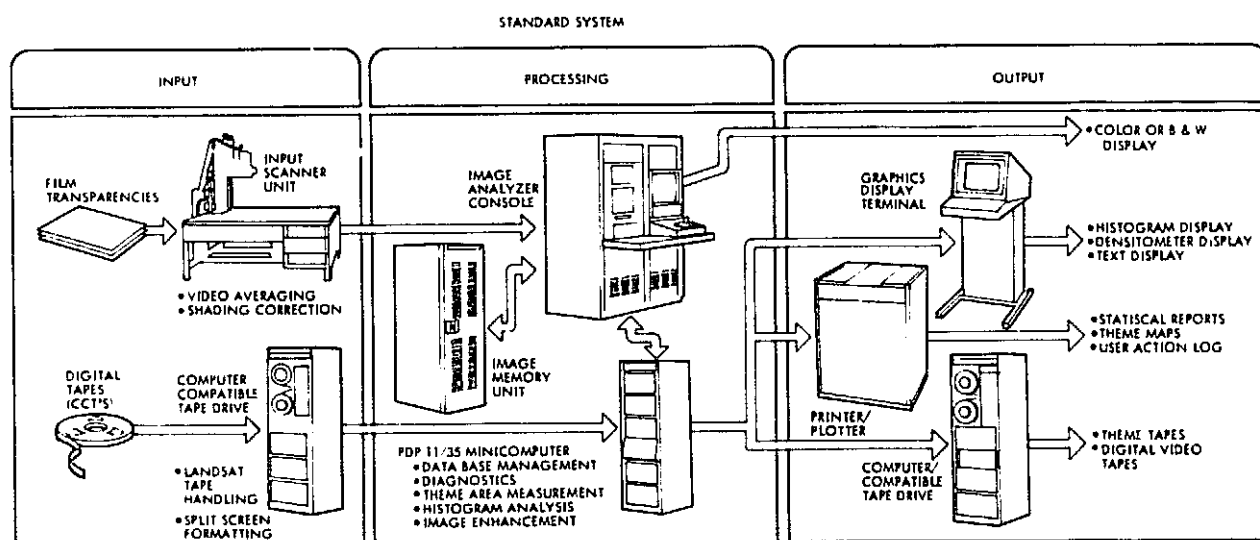 STANDARD SYSTEM
INPUT
PROCESSING
OUTPUT
FILM
TRANSPARENCIES
INPUT
SCANNER
UNIT
• VIDEO AVERAGING
• SHADING CORRECTION
DIGITAL
TAPES
(CCT'S)
COMPUTER
COMPATIBLE
TAPE DRIVE
• LANDSAT
TAPE
HANDLING
• SPLIT SCREEN
FORMATTING
IMAGE
ANALYZER
CONSOLE
IMAGE
MEMORY
UNIT
PDP 11/35 MINICOMPUTER
• DATA BASE MANAGEMENT
• DIAGNOSTICS
• THEME AREA MEASUREMENT
• HISTOGRAM ANALYSIS
• IMAGE ENHANCEMENT
• COLOR OR B & W
DISPLAY
GRAPHICS
DISPLAY
TERMINAL
• HISTOGRAM DISPLAY
• DENSITOMETER DISPLAY
• TEXT DISPLAY
PRINTER/
PLOTTER
• STATISCAL REPORTS
• THEME MAPS
• USER ACTION LOG
COMPUTER/
COMPATIBLE
TAPE DRIVE
• THEME TAPES
• DIGITAL VIDEO
TAPES